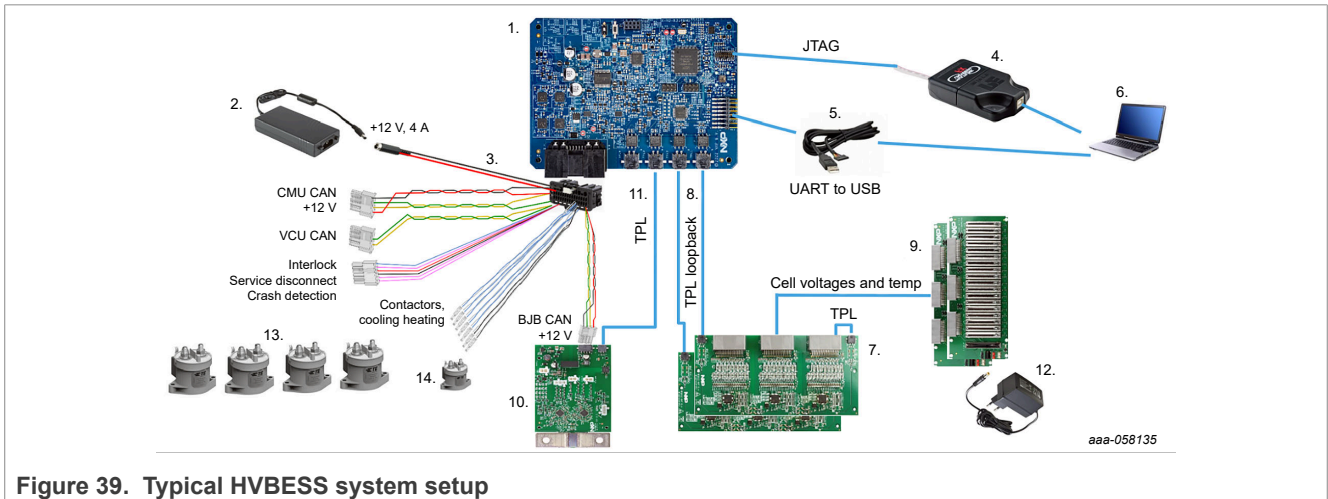 1.
JTAG
4.
6.
2.
+12 V, 4 A
5.
NXP
3.
UART to USB
CMU CAN
+12 V
11.
TPL
8.
TPL loopback
VCU CAN
9.
Interlock
Service disconnect
Crash detection
Cell voltages and temp
Contactors,
cooling heating
BJB CAN
+12 V
TPL
7.
13.
14.
10.
12.
aaa-058135
Figure 39. Typical HVBESS system setup